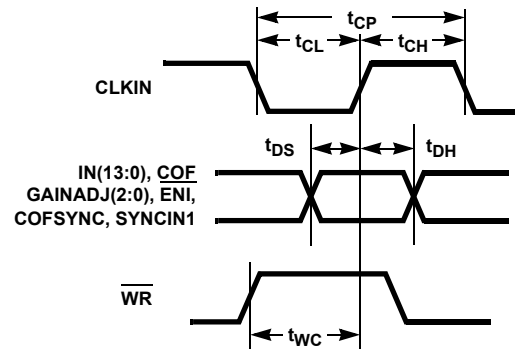 tCP
tCL tCH
CLKIN
tDS tDH
IN(13:0), COF
GAINADJ(2:0), ENI,
COFSYNC, SYNCIN1
WR
tWC